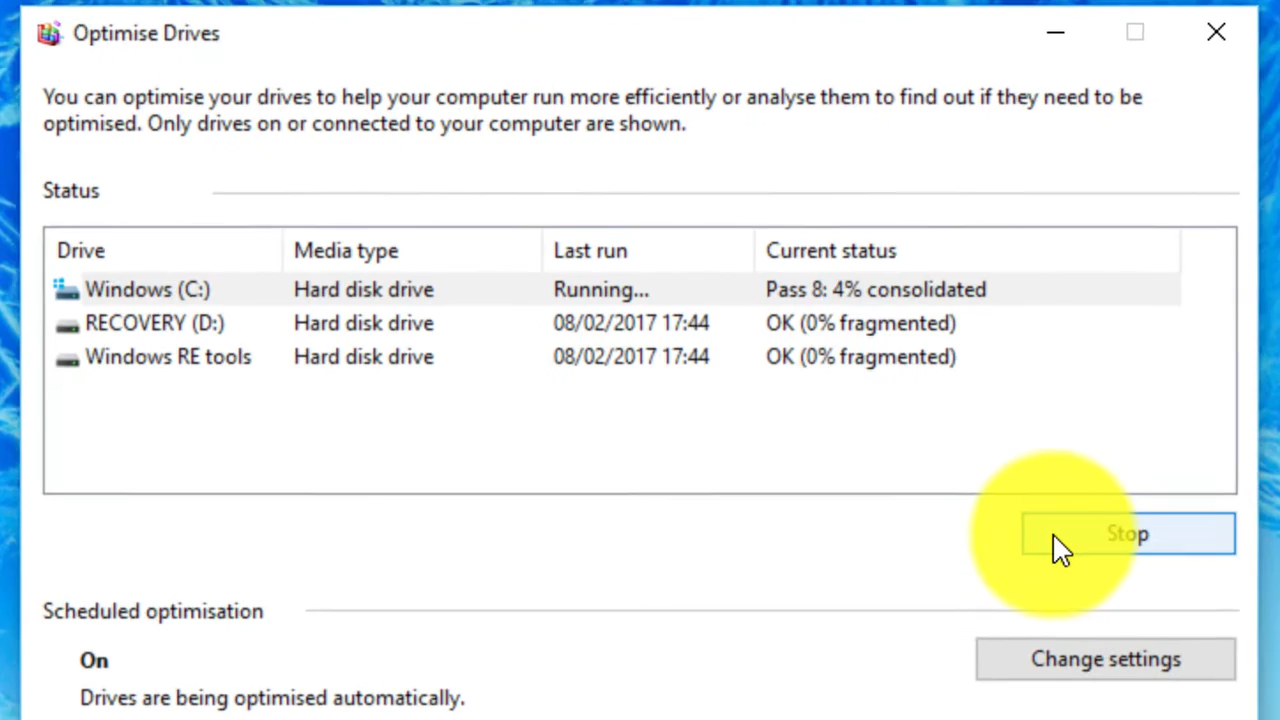 Optimise Drives
You can optimise your drives to help your computer run more efficiently or analyse them to find out if they need to be
optimised. Only drives on or connected to your computer are shown.
Status
Drive Media type Last run Current status
Windows (C:) Hard disk drive Running... Pass 8: 4% consolidated
RECOVERY (D:) Hard disk drive 08/02/2017 17:44 OK (0% fragmented)
Windows RE tools Hard disk drive 08/02/2017 17:44 OK (0% fragmented)
Stop
Scheduled optimisation
On
Change settings
Drives are being optimised automatically.